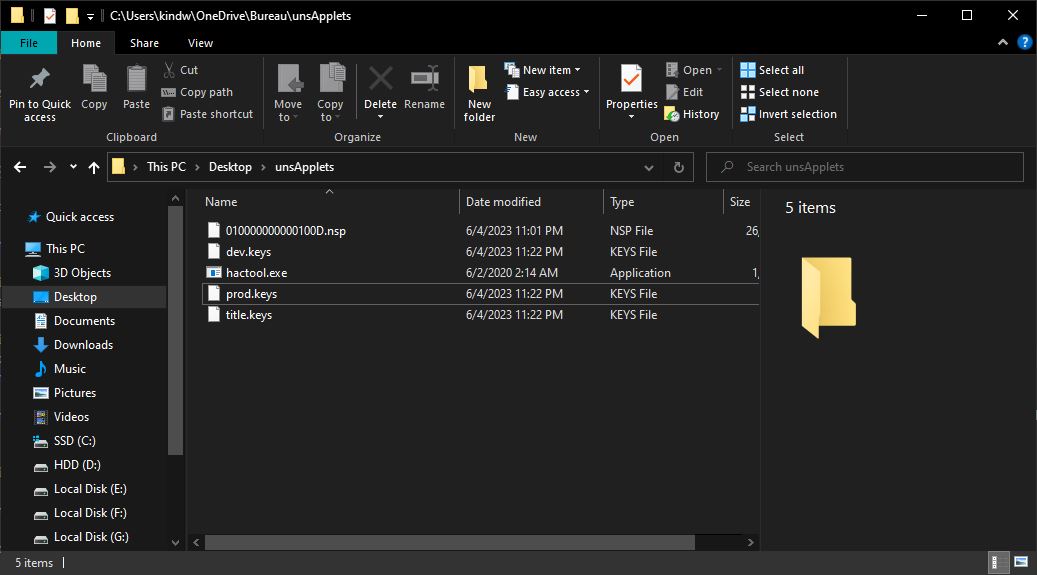 C:\Users\kindw\OneDrive\Bureau\unsApplets
File Home Share View
Pin to Quick access
Copy
Paste
Cut
Copy path
Paste shortcut
Clipboard
Move to
Copy to
Delete
Rename
Organize
New folder
New item
Easy access
New
Properties
Open
Edit
History
Open
Select all
Select none
Invert selection
Select
This PC > Desktop > unsApplets
Search unsApplets
Quick access
This PC
3D Objects
Desktop
Documents
Downloads
Music
Pictures
Videos
SSD (C:)
HDD (D:)
Local Disk (E:)
Local Disk (F:)
Local Disk (G:)
Name Date modified Type Size
010000000000100D.nsp 6/4/2023 11:01 PM NSP File 26,
dev.keys 6/4/2023 11:22 PM KEYS File
hactool.exe 6/2/2020 2:14 AM Application 1,
prod.keys 6/4/2023 11:22 PM KEYS File
title.keys 6/4/2023 11:22 PM KEYS File
5 items
5 items